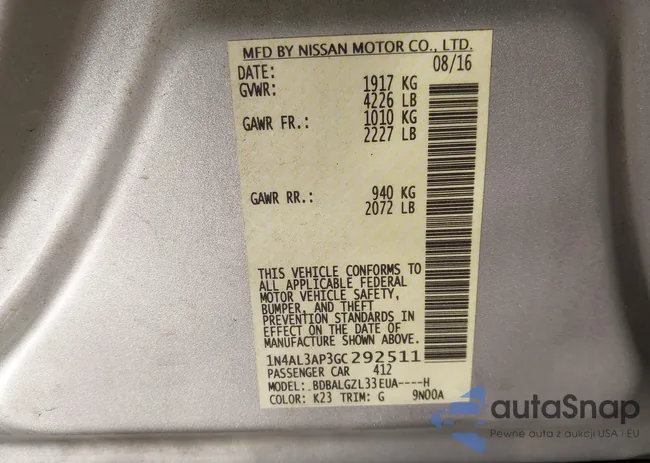 MFD BY NISSAN MOTOR CO., LTD.
DATE: 08/16
GVWR: 1917 KG
4226 LB
GAWR FR.: 1010 KG
2227 LB
GAWR RR.: 940 KG
2072 LB
THIS VEHICLE CONFORMS TO
ALL APPLICABLE FEDERAL
MOTOR VEHICLE SAFETY,
BUMPER, AND THEFT
PREVENTION STANDARDS IN
EFFECT ON THE DATE OF
MANUFACTURE SHOWN ABOVE.
1N4AL3AP3GC292511
PASSENGER CAR 412
MODEL.:BDBALGZL33EUA----H
COLOR: K23 TRIM: G 9N00A
autaSnap
Pewne auta z aukcji USA i EU